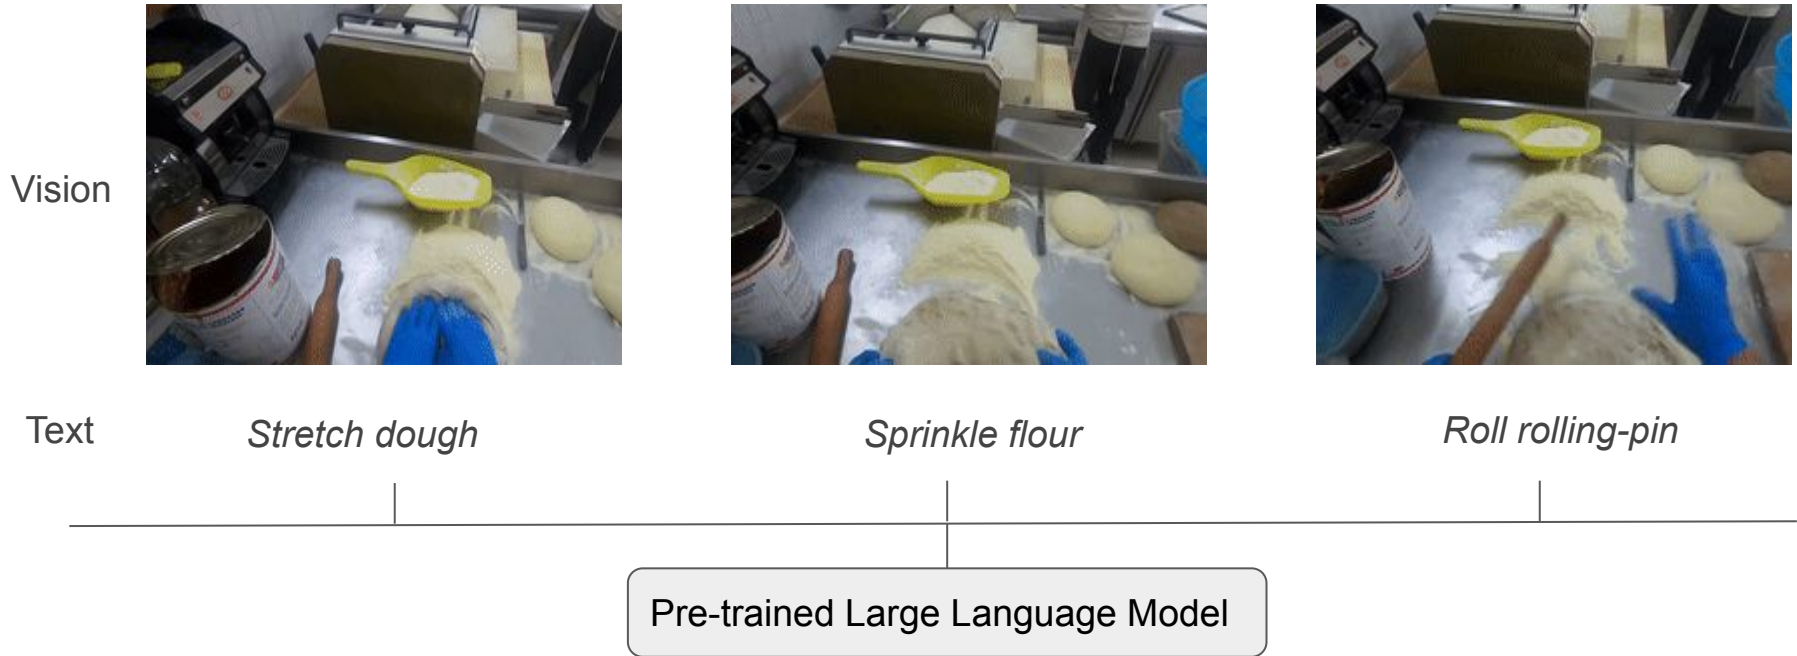 Vision
Text
Stretch dough
Sprinkle flour
Roll rolling-pin
Pre-trained Large Language Model